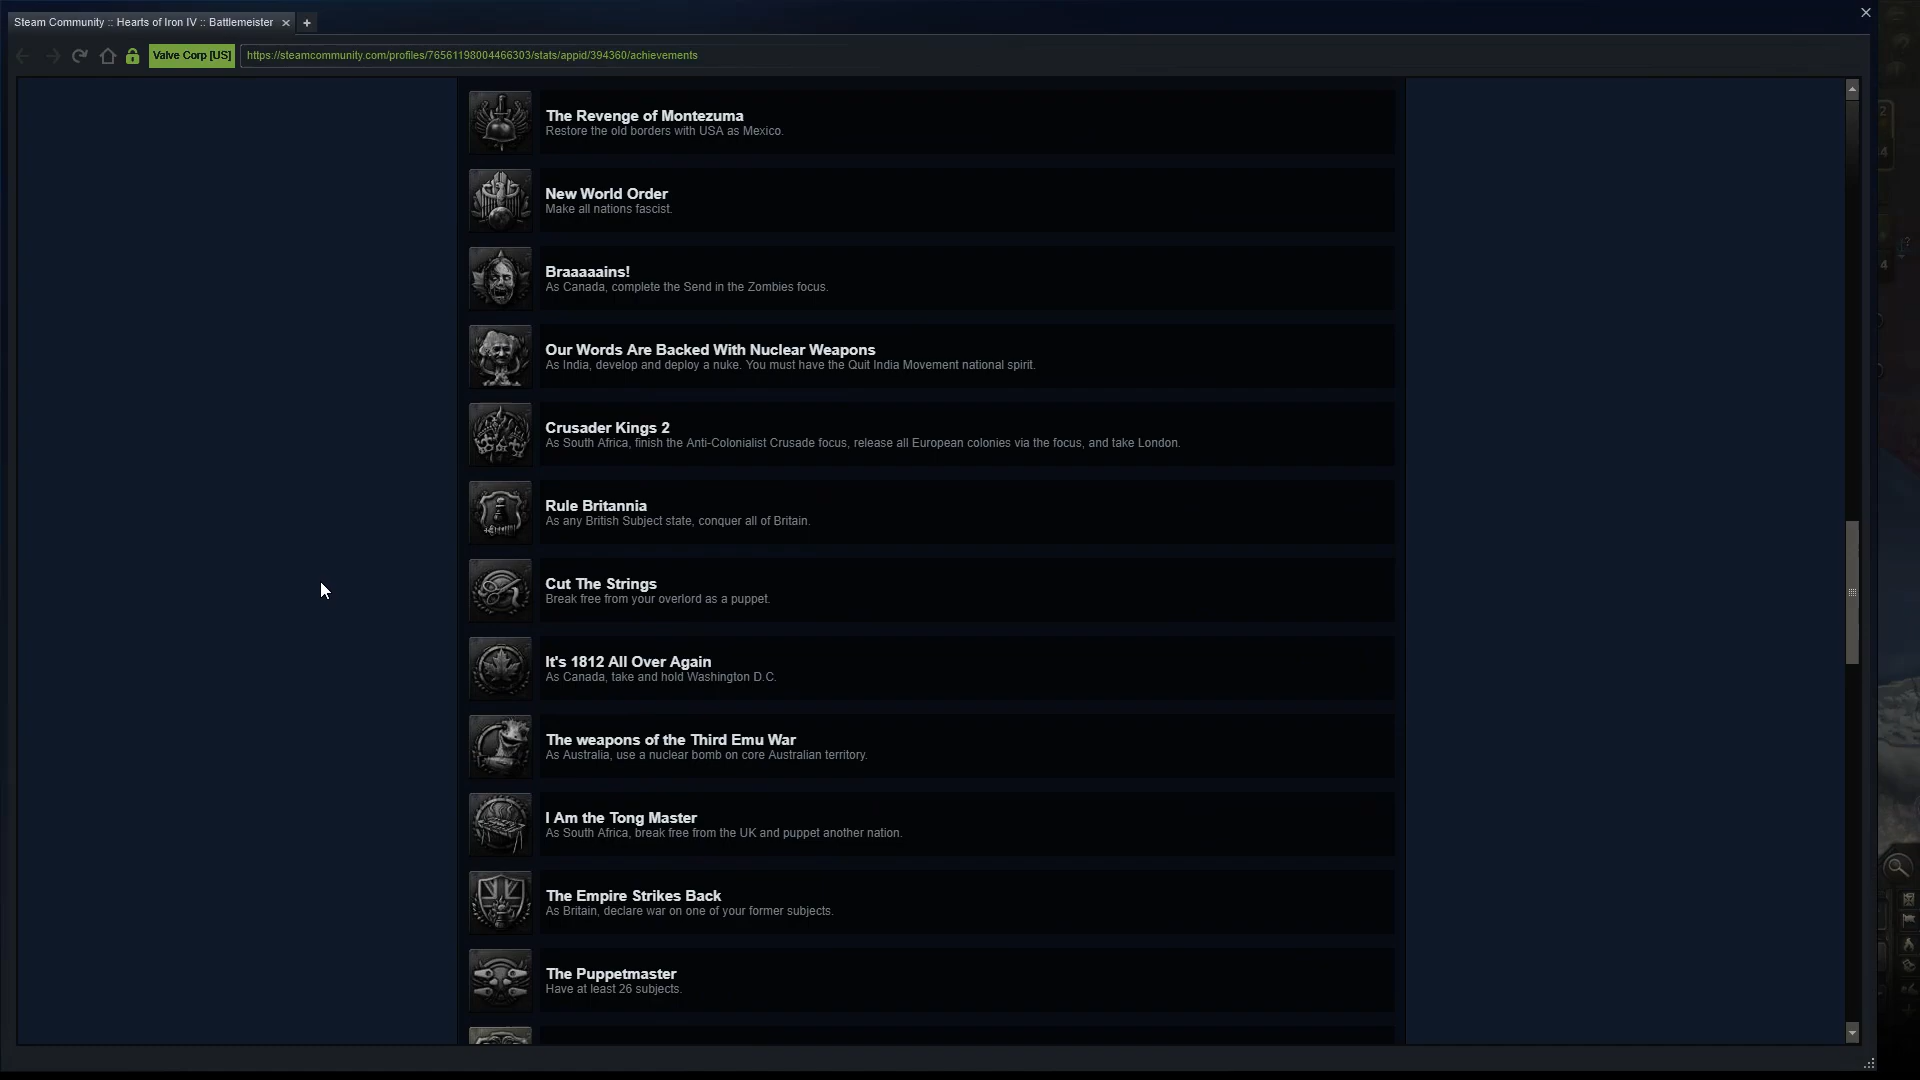 Steam Community :: Hearts of Iron IV :: Battlemeister
Valve Corp [US]
https://steamcommunity.com/profiles/76561198004466303/stats/appid/394360/achievements
The Revenge of Montezuma
Restore the old borders with USA as Mexico.
New World Order
Make all nations fascist.
Braaaaains!
As Canada, complete the Send in the Zombies focus.
Our Words Are Backed With Nuclear Weapons
As India, develop and deploy a nuke. You must have the Quit India Movement national spirit.
Crusader Kings 2
As South Africa, finish the Anti-Colonialist Crusade focus, release all European colonies via the focus, and take London.
Rule Britannia
As any British Subject state, conquer all of Britain.
Cut The Strings
Break free from your overlord as a puppet.
It's 1812 All Over Again
As Canada, take and hold Washington D.C.
The weapons of the Third Emu War
As Australia, use a nuclear bomb on core Australian territory.
I Am the Tong Master
As South Africa, break free from the UK and puppet another nation.
The Empire Strikes Back
As Britain, declare war on one of your former subjects.
The Puppetmaster
Have at least 26 subjects.